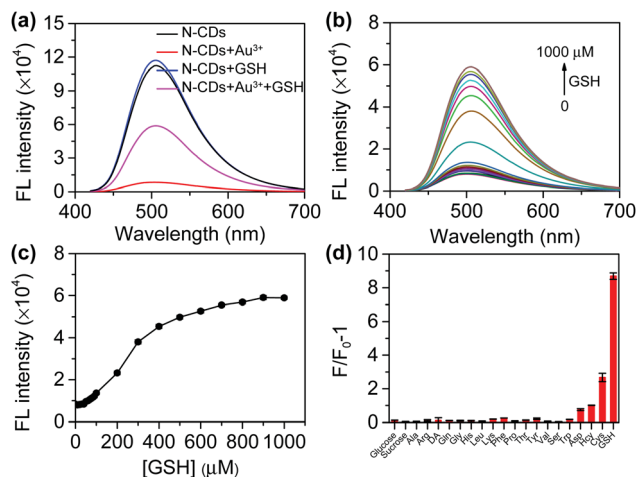 (a)
N-CDs
N-CDs+Au³⁺
N-CDs+GSH
N-CDs+Au³⁺+GSH
15
12
9
6
3
0
FL intensity (×10⁴)
400 500 600 700
Wavelength (nm)
(b)
1000 μM
GSH
0
8
6
4
2
0
FL intensity (×10⁴)
400 500 600 700
Wavelength (nm)
(c)
8
6
4
2
0
FL intensity (×10⁴)
0 200 400 600 800 1000
[GSH] (μM)
(d)
10
8
6
4
2
0
F/F₀-1
Glucose
Sucrose
Ala
Arg
DA
Gln
Gly
His
Leu
Lys
Phe
Pro
Thr
Tyr
Val
Ser
Trp
Asp
Hcy
Cys
GSH